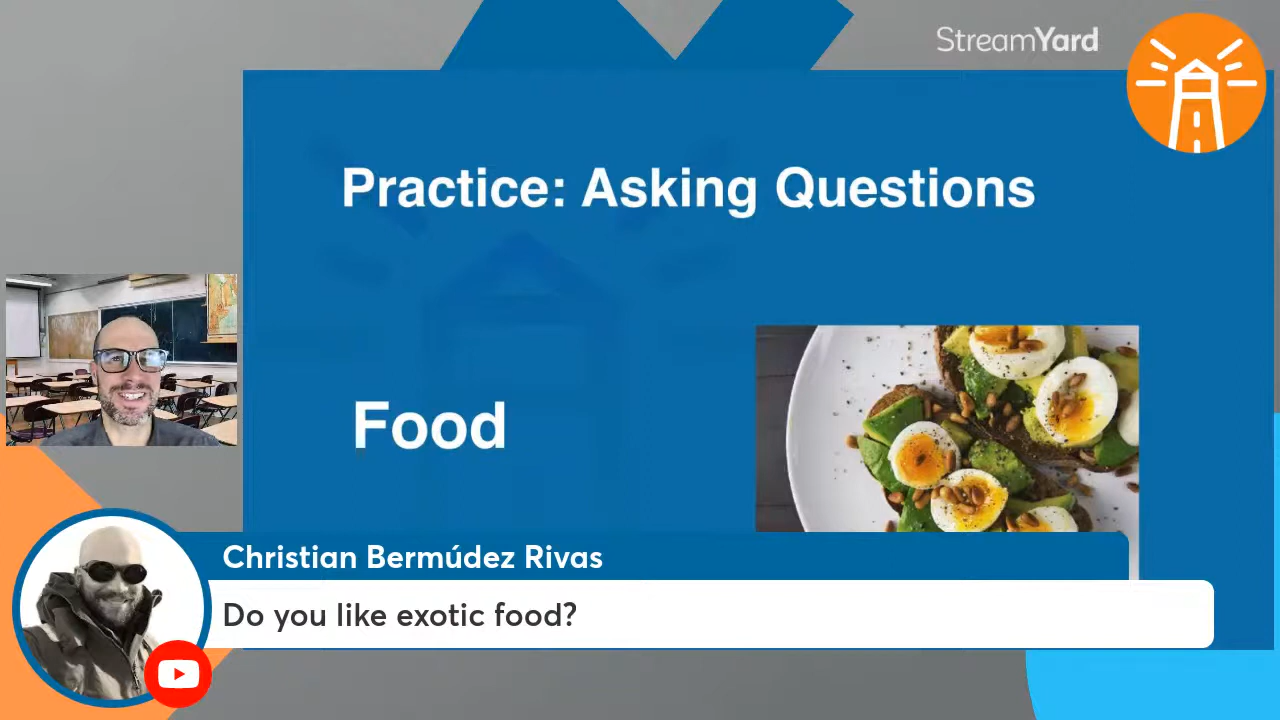 StreamYard
Practice: Asking Questions
Food
Christian Bermúdez Rivas
Do you like exotic food?